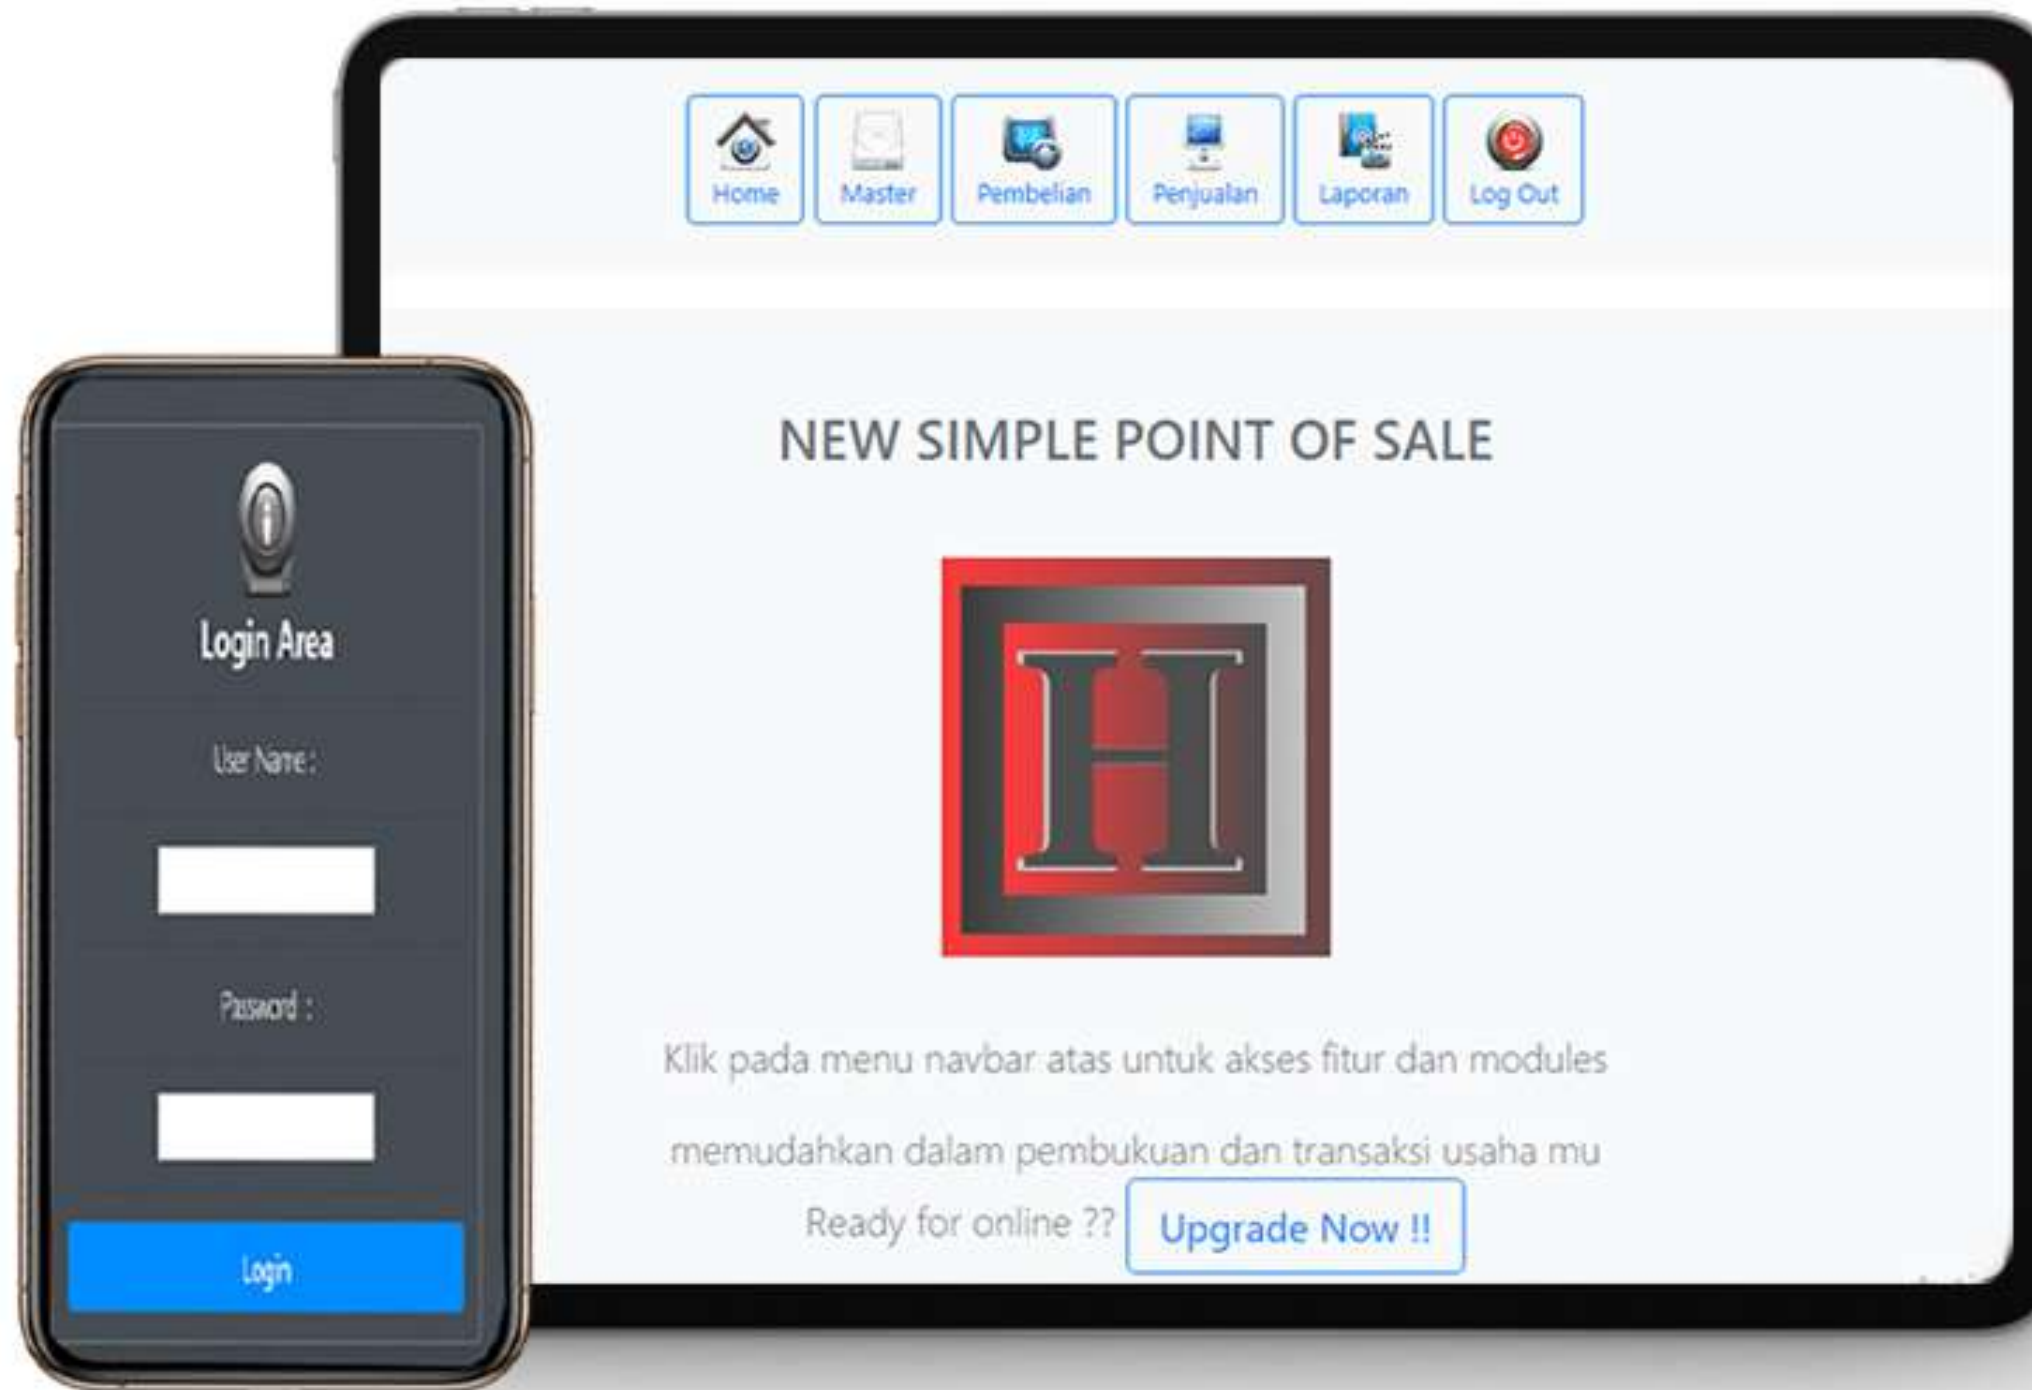 Home
Master
Pembelian
Penjualan
Laporan
Log Out
NEW SIMPLE POINT OF SALE
H
Klik pada menu navbar atas untuk akses fitur dan modules
memudahkan dalam pembukuan dan transaksi usaha mu
Ready for online ?? Upgrade Now !!
Login Area
User Name :
Password :
Login